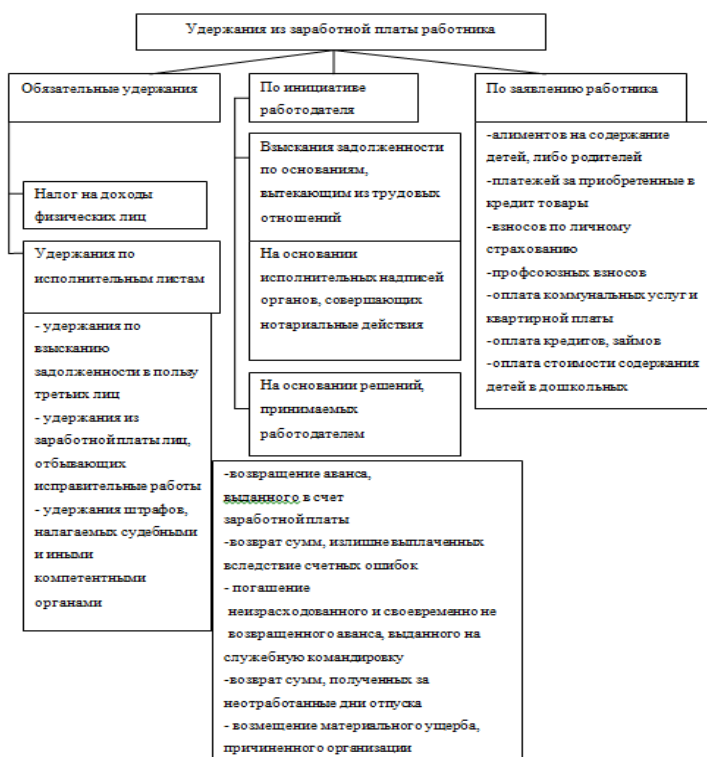 Удержания из заработной платы работника
Обязательные удержания
Налог на доходы
физических лиц
Удержания по
исполнительным листам
- удержания по
взысканию
задолженности в пользу
третьих лиц
- удержания из
заработной платы лиц,
отбывающих
исправительные работы
- удержания штрафов,
налагаемых судебными
и иными
компетентными
органами
По инициативе
работодателя
Взыскания задолженности
по основаниям,
вытекающим из трудовых
отношений
На основании
исполнительных надписей
органов, совершающих
нотариальные действия
На основании решений,
принимаемых
работодателем
-возвращение аванса,
выданного в счет
заработной платы
-возврат сумм, излишне выплаченных
вследствие счетных ошибок
- погашение
неизрасходованного и своевременно не
возвращенного аванса, выданного на
служебную командировку
-возврат сумм, полученных за
неотработанные дни отпуска
- возмещение материального ущерба,
причиненного организации
По заявлению работника
-алиментов на содержание
детей, либо родителей
-платежей за приобретенные в
кредит товары
-взносов по личному
страхованию
-профсоюзных взносов
-оплата коммунальных услуг и
квартирной платы
-оплата кредитов, займов
-оплата стоимости содержания
детей в дошкольных